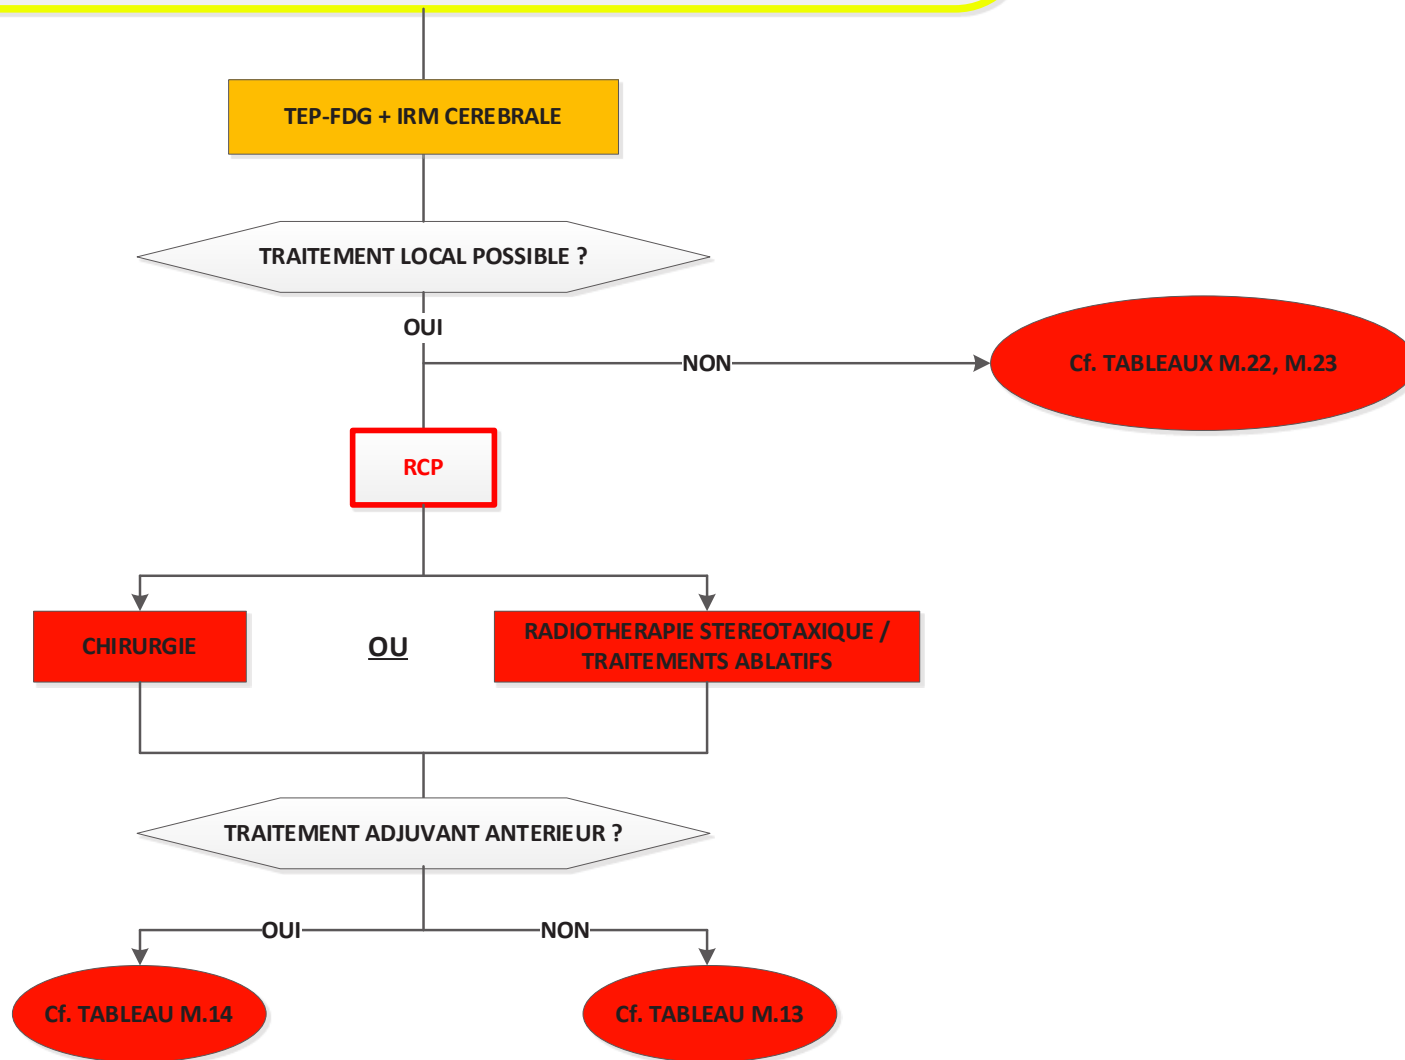 TEP-FDG + IRM CEREBRALE
TRAITEMENT LOCAL POSSIBLE ?
OUI
NON
Cf. TABLEAUX M.22, M.23
RCP
CHIRURGIE
OU
RADIOTHERAPIE STEREOTAXIQUE /
TRAITEMENTS ABLATIFS
TRAITEMENT ADJUVANT ANTERIEUR ?
OUI
NON
Cf. TABLEAU M.14
Cf. TABLEAU M.13